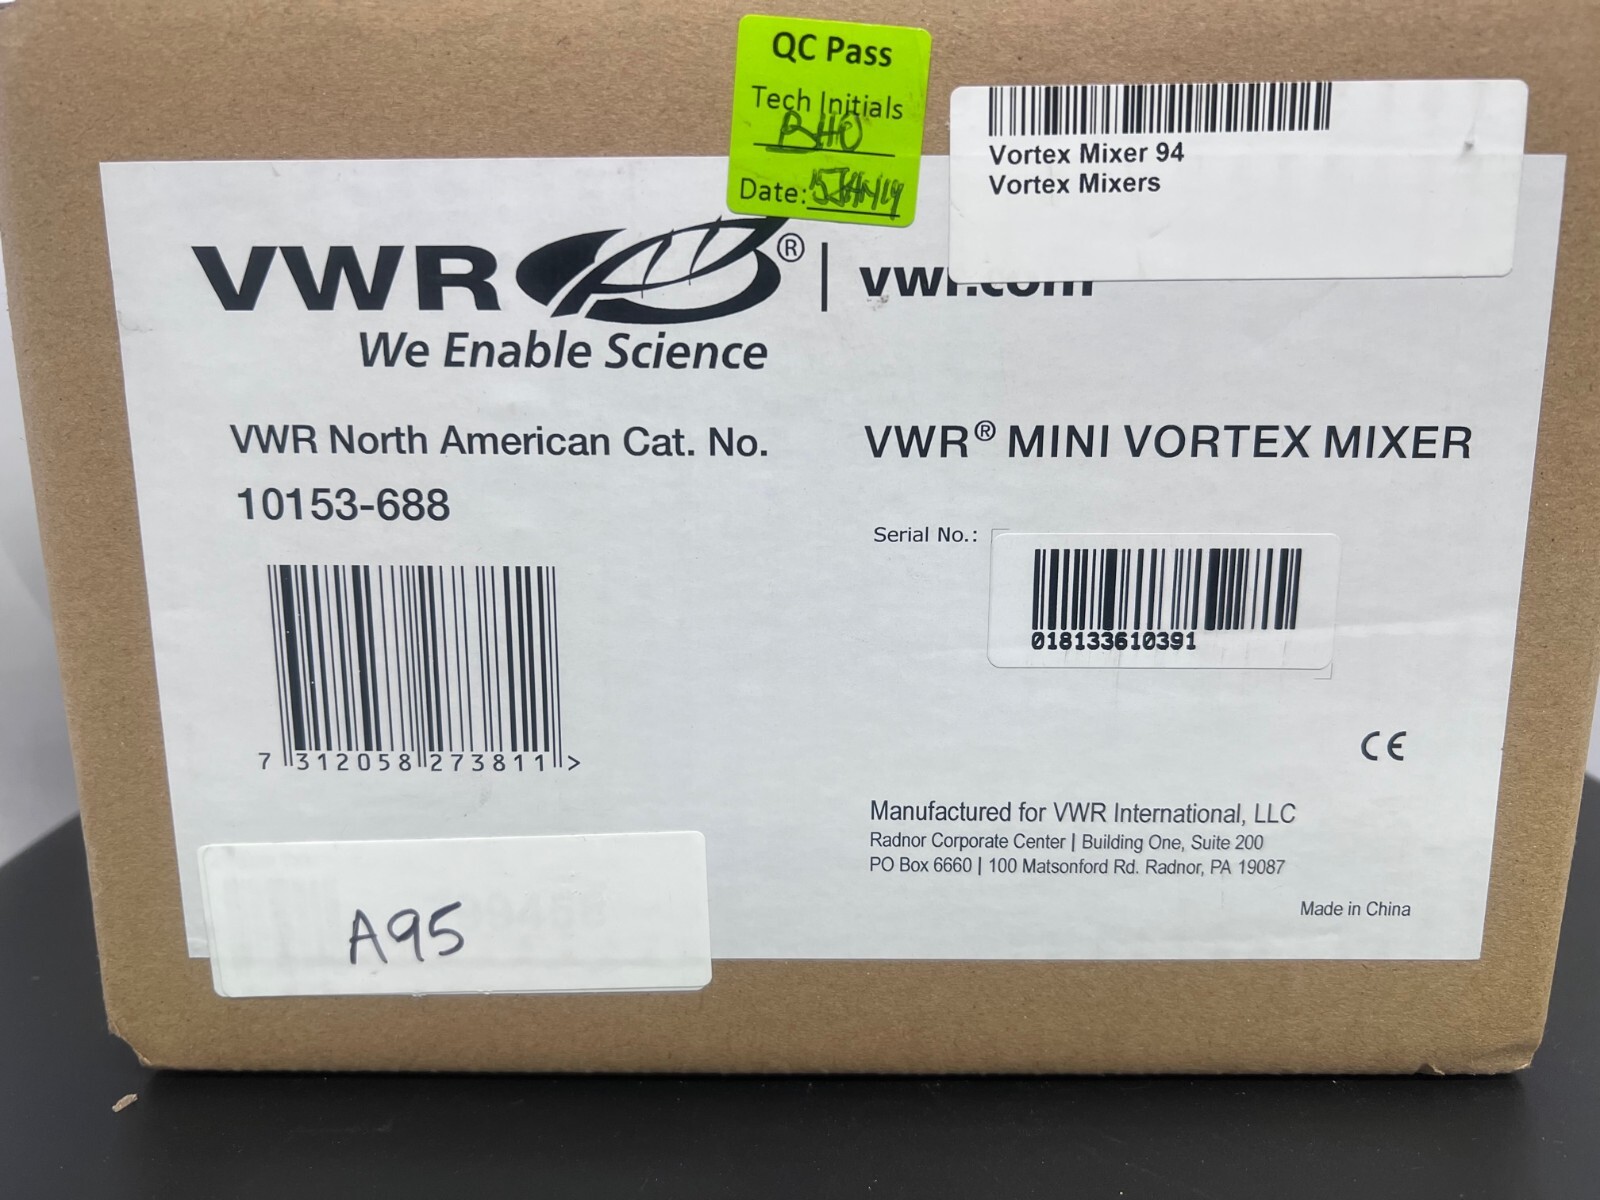 QC Pass
Tech Initials
BHO
Date: 15JAN19
Vortex Mixer 94
Vortex Mixers
VWR® | vwr.com
We Enable Science
VWR North American Cat. No.
10153-688
7 312058 273811 >
VWR® MINI VORTEX MIXER
Serial No.:
018133610391
CE
Manufactured for VWR International, LLC
Radnor Corporate Center | Building One, Suite 200
PO Box 6660 | 100 Matsonford Rd. Radnor, PA 19087
Made in China
A95